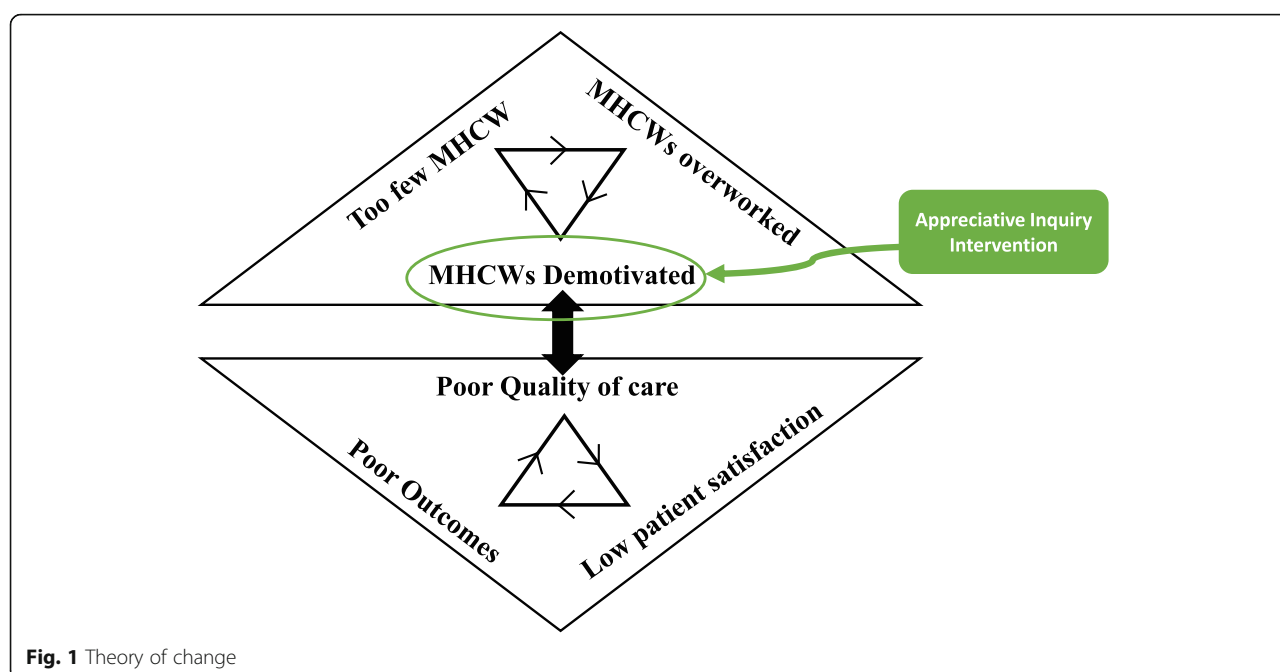 Too few MHCW
MHCWs overworked
Appreciative Inquiry
Intervention
MHCWs Demotivated
Poor Quality of care
Poor Outcomes
Low patient satisfaction
Fig. 1 Theory of change